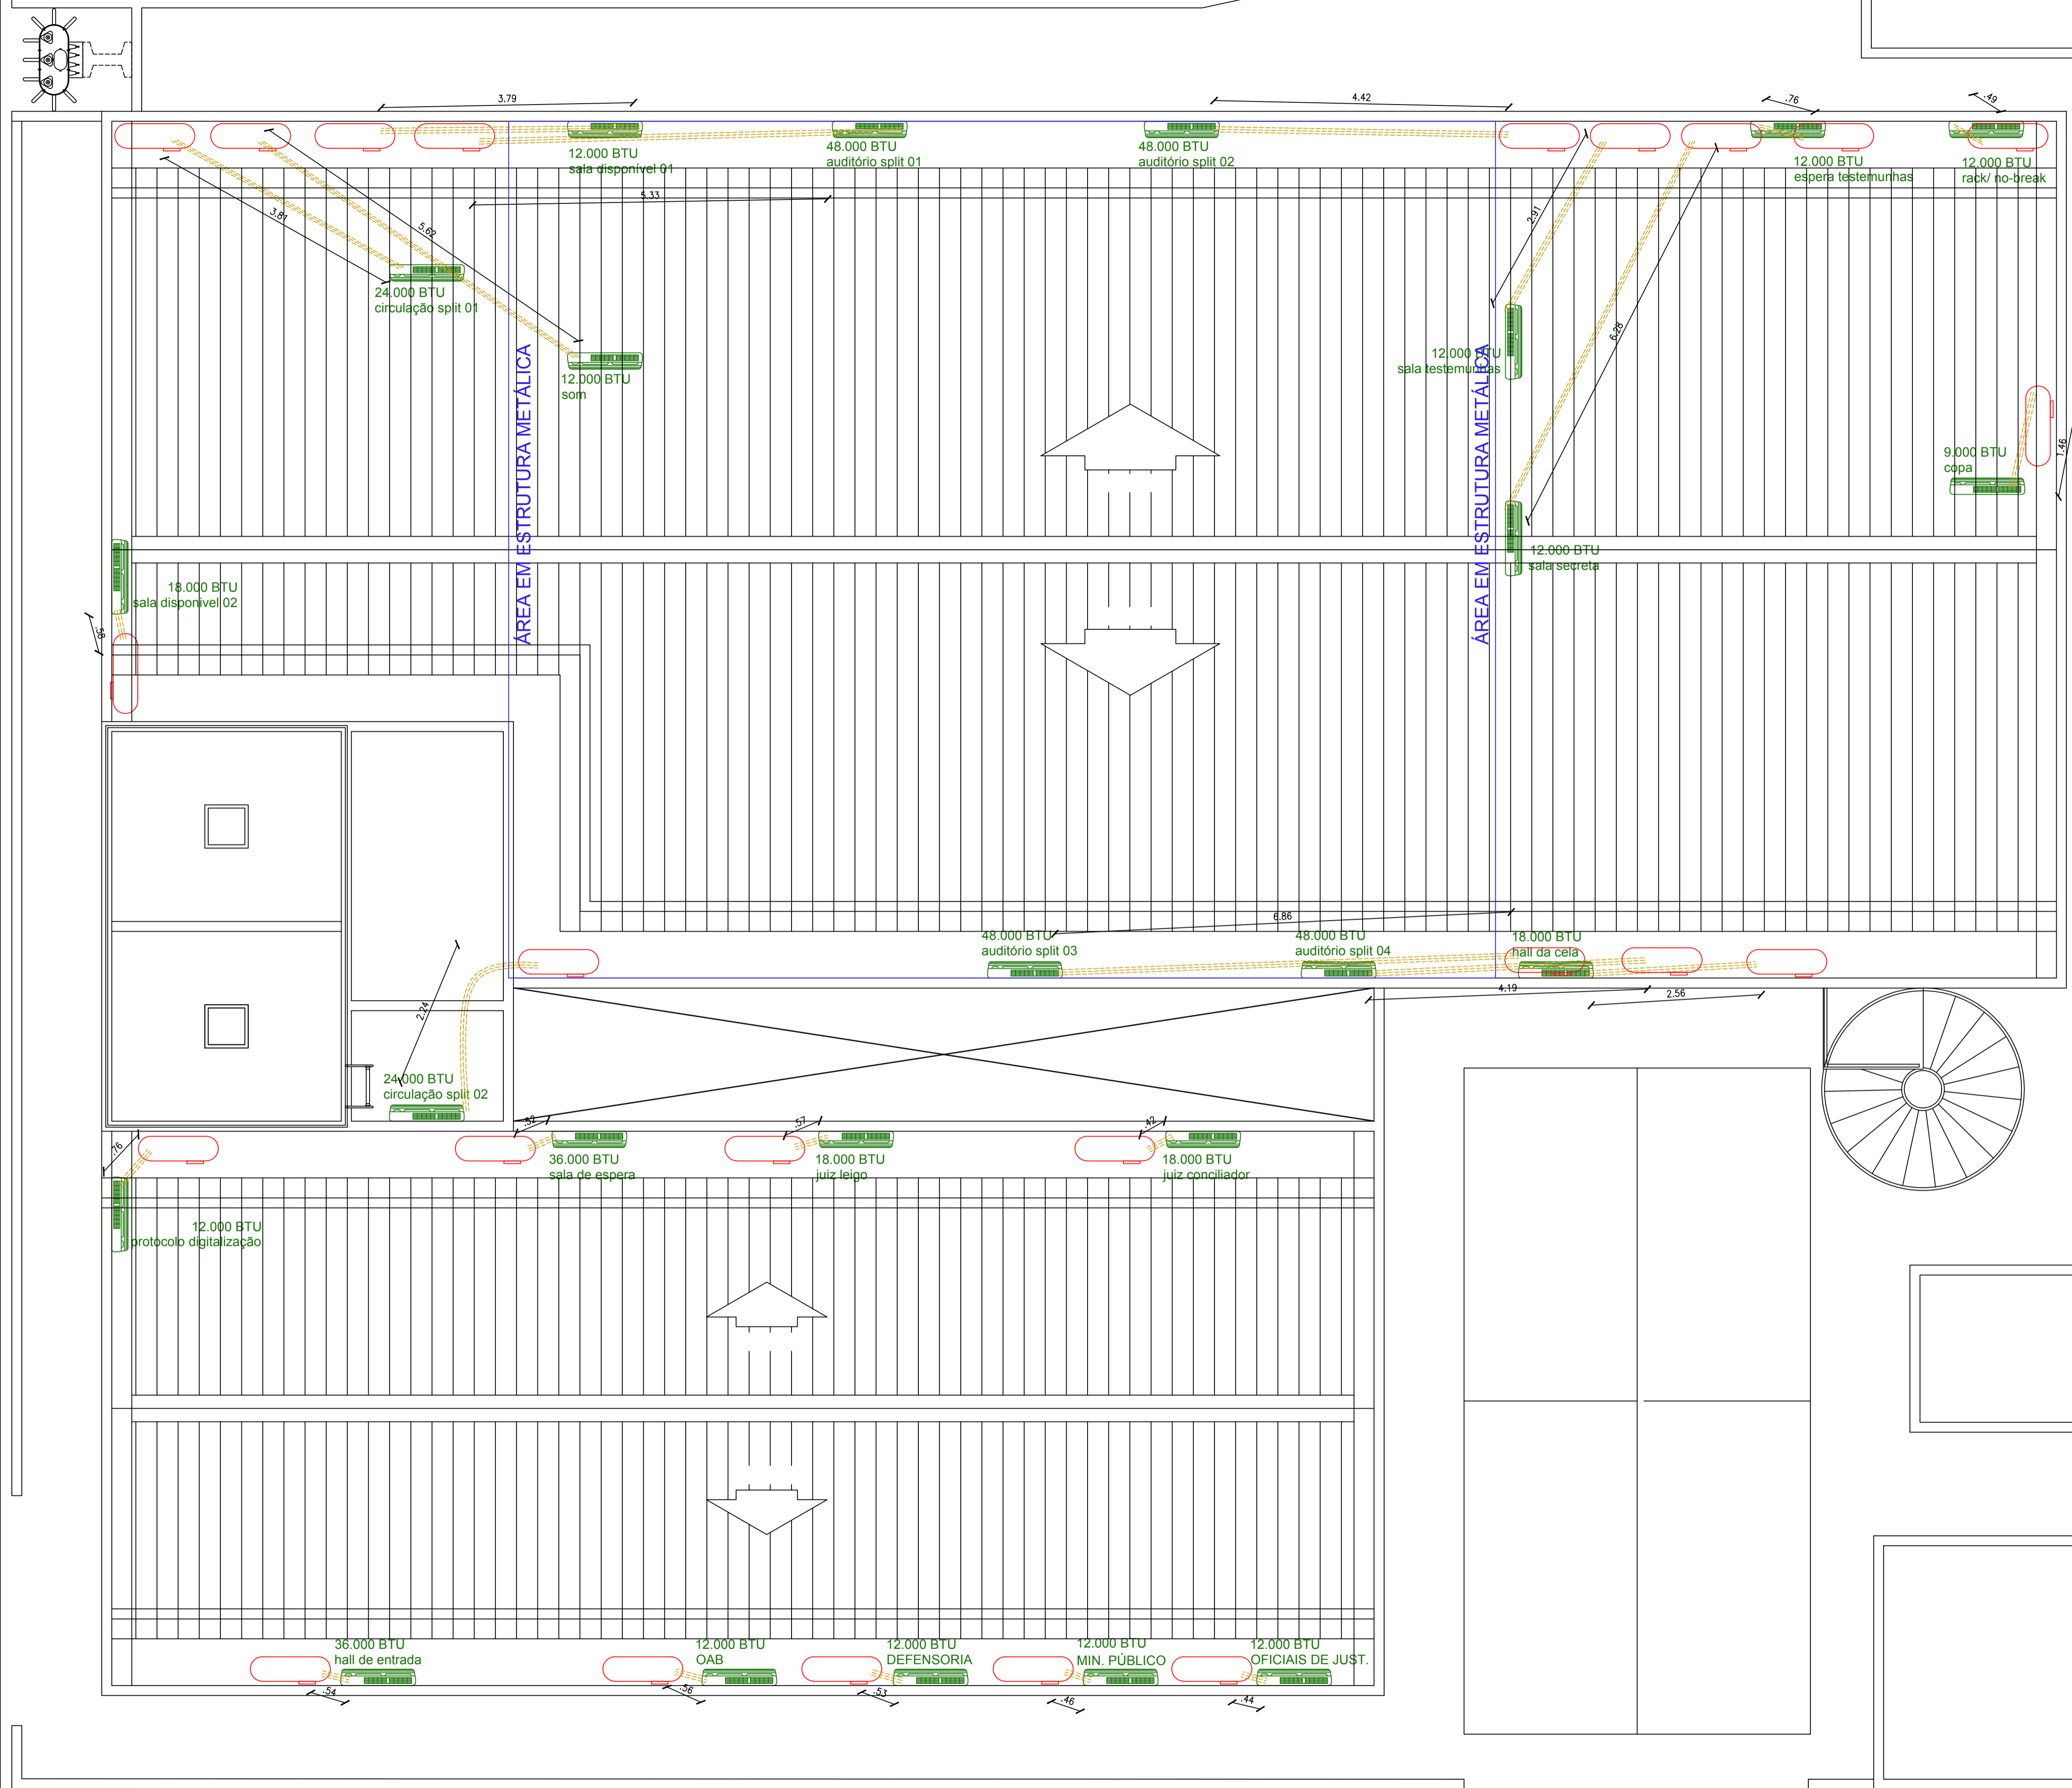 3.79
4.42
.76
.49
12.000 BTU
sala disponível 01
48.000 BTU
auditório split 01
48.000 BTU
auditório split 02
12.000 BTU
espera testemunhas
12.000 BTU
rack/ no-break
3.81
5.62
5.33
2.91
6.28
24.000 BTU
circulação split 01
12.000 BTU
som
12.000 BTU
sala testemunhas
ÁREA EM ESTRUTURA METÁLICA
ÁREA EM ESTRUTURA METÁLICA
9.000 BTU
copa
1.46
12.000 BTU
sala secreta
18.000 BTU
sala disponivel 02
.58
6.86
48.000 BTU
auditório split 03
48.000 BTU
auditório split 04
18.000 BTU
hall da cela
4.19
2.56
2.24
24.000 BTU
circulação split 02
.76
.52
.57
.42
36.000 BTU
sala de espera
18.000 BTU
juiz leigo
18.000 BTU
juiz conciliador
12.000 BTU
protocolo digitalização
36.000 BTU
hall de entrada
12.000 BTU
OAB
12.000 BTU
DEFENSORIA
12.000 BTU
MIN. PÚBLICO
12.000 BTU
OFICIAIS DE JUST.
.54
.56
.53
.46
.44